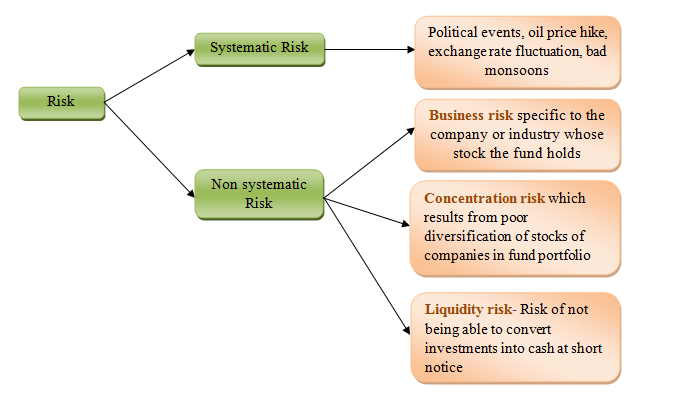 Risk
Systematic Risk
Political events, oil price hike,
exchange rate fluctuation, bad
monsoons
Non systematic
Risk
Business risk specific to the
company or industry whose
stock the fund holds
Concentration risk which
results from poor
diversification of stocks of
companies in fund portfolio
Liquidity risk- Risk of not
being able to convert
investments into cash at short
notice